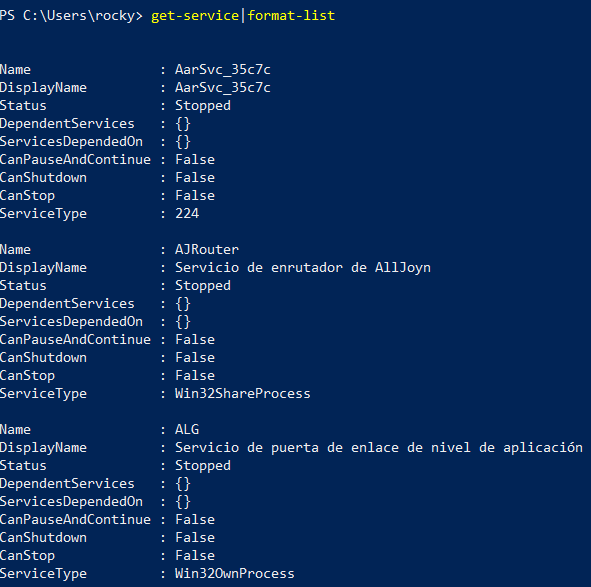 PS C:\Users\rocky> get-service|format-list
Name                : AarSvc_35c7c
DisplayName         : AarSvc_35c7c
Status              : Stopped
DependentServices   : {}
ServicesDependedOn  : {}
CanPauseAndContinue : False
CanShutdown         : False
CanStop             : False
ServiceType         : 224
Name                : AJRouter
DisplayName         : Servicio de enrutador de AllJoyn
Status              : Stopped
DependentServices   : {}
ServicesDependedOn  : {}
CanPauseAndContinue : False
CanShutdown         : False
CanStop             : False
ServiceType         : Win32ShareProcess
Name                : ALG
DisplayName         : Servicio de puerta de enlace de nivel de aplicación
Status              : Stopped
DependentServices   : {}
ServicesDependedOn  : {}
CanPauseAndContinue : False
CanShutdown         : False
CanStop             : False
ServiceType         : Win32OwnProcess